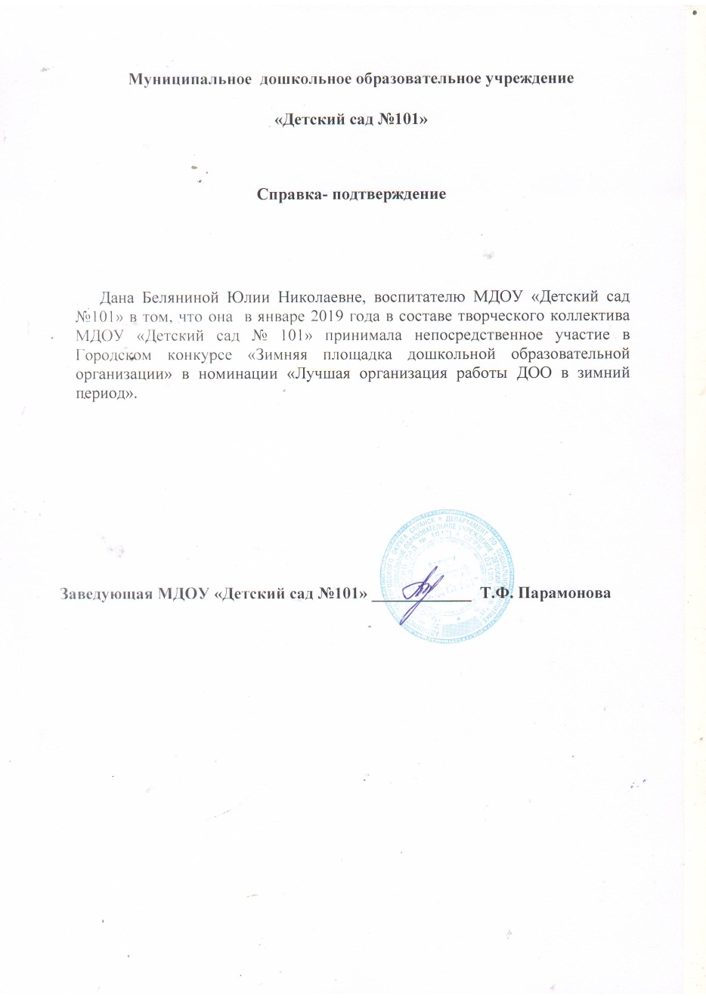 Муниципальное дошкольное образовательное учреждение
«Детский сад №101»
Справка- подтверждение
Дана Беляниной Юлии Николаевне, воспитателю МДОУ «Детский сад
№101» в том, что она в январе 2019 года в составе творческого коллектива
МДОУ «Детский сад № 101» принимала непосредственное участие в
Городском конкурсе «Зимняя площадка дошкольной образовательной
организации» в номинации «Лучшая организация работы ДОО в зимний
период».
Заведующая МДОУ «Детский сад №101» ____________ Т.Ф. Парамонова